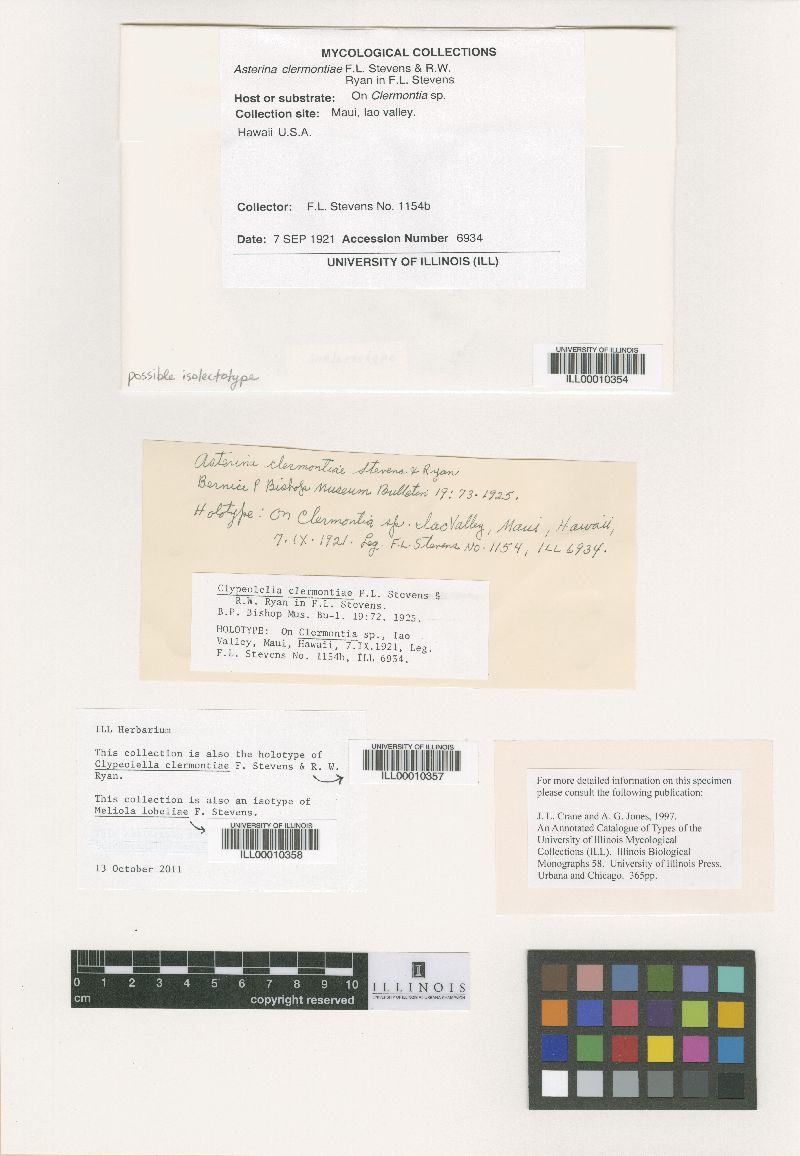 MYCOLOGICAL COLLECTIONS
Asterina clermontiae F.L. Stevens & R.W.
Ryan in F.L. Stevens
Host or substrate: On Clermontia sp.
Collection site: Maui, Iao valley.
Hawaii U.S.A.
Collector: F.L. Stevens No. 1154b
Date: 7 SEP 1921 Accession Number 6934
UNIVERSITY OF ILLINOIS (ILL)
possible isolectotype
UNIVERSITY OF ILLINOIS
ILL00010354
Asterina clermontiae Stevens & Ryan
Bernice P Bishop Museum Bulletin 19: 73. 1925.
Holotype: On Clermontia sp. Iao Valley, Maui, Hawaii,
7.IX.1921. Leg. F.L. Stevens No. 1154, ILL 6934.
Clypeolella clermontiae F.L. Stevens &
R.W. Ryan in F.L. Stevens.
B.P. Bishop Mus. Bu-l. 19:72. 1925.
HOLOTYPE: On Clermontia sp., Iao
Valley, Maui, Hawaii, 7.IX.1921, Leg.
F.L. Stevens No. 1154b, ILL 6934.
ILL Herbarium
This collection is also the holotype of
Clypeolella clermontiae F. Stevens & R. W.
Ryan.
UNIVERSITY OF ILLINOIS
ILL00010357
This collection is also an isotype of
Meliola lobeliae F. Stevens.
UNIVERSITY OF ILLINOIS
ILL00010358
13 October 2011
For more detailed information on this specimen
please consult the following publication:
J. L. Crane and A. G. Jones, 1997.
An Annotated Catalogue of Types of the
University of Illinois Mycological
Collections (ILL). Illinois Biological
Monographs 58. University of Illinois Press.
Urbana and Chicago. 365pp.
0 1 2 3 4 5 6 7 8 9 10
cm
copyright reserved
I
ILLINOIS
UNIVERSITY OF ILLINOIS AT URBANA-CHAMPAIGN